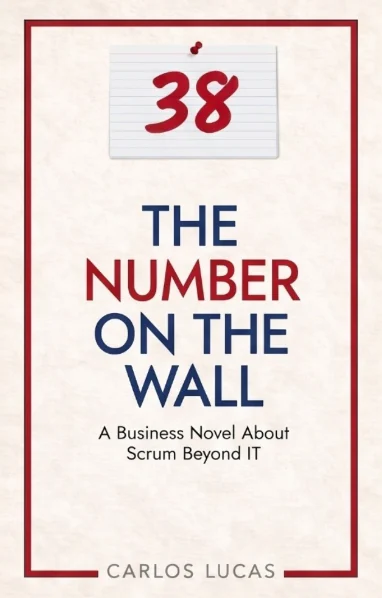 38
THE
NUMBER
ON THE
WALL
A Business Novel About
Scrum Beyond IT
CARLOS LUCAS